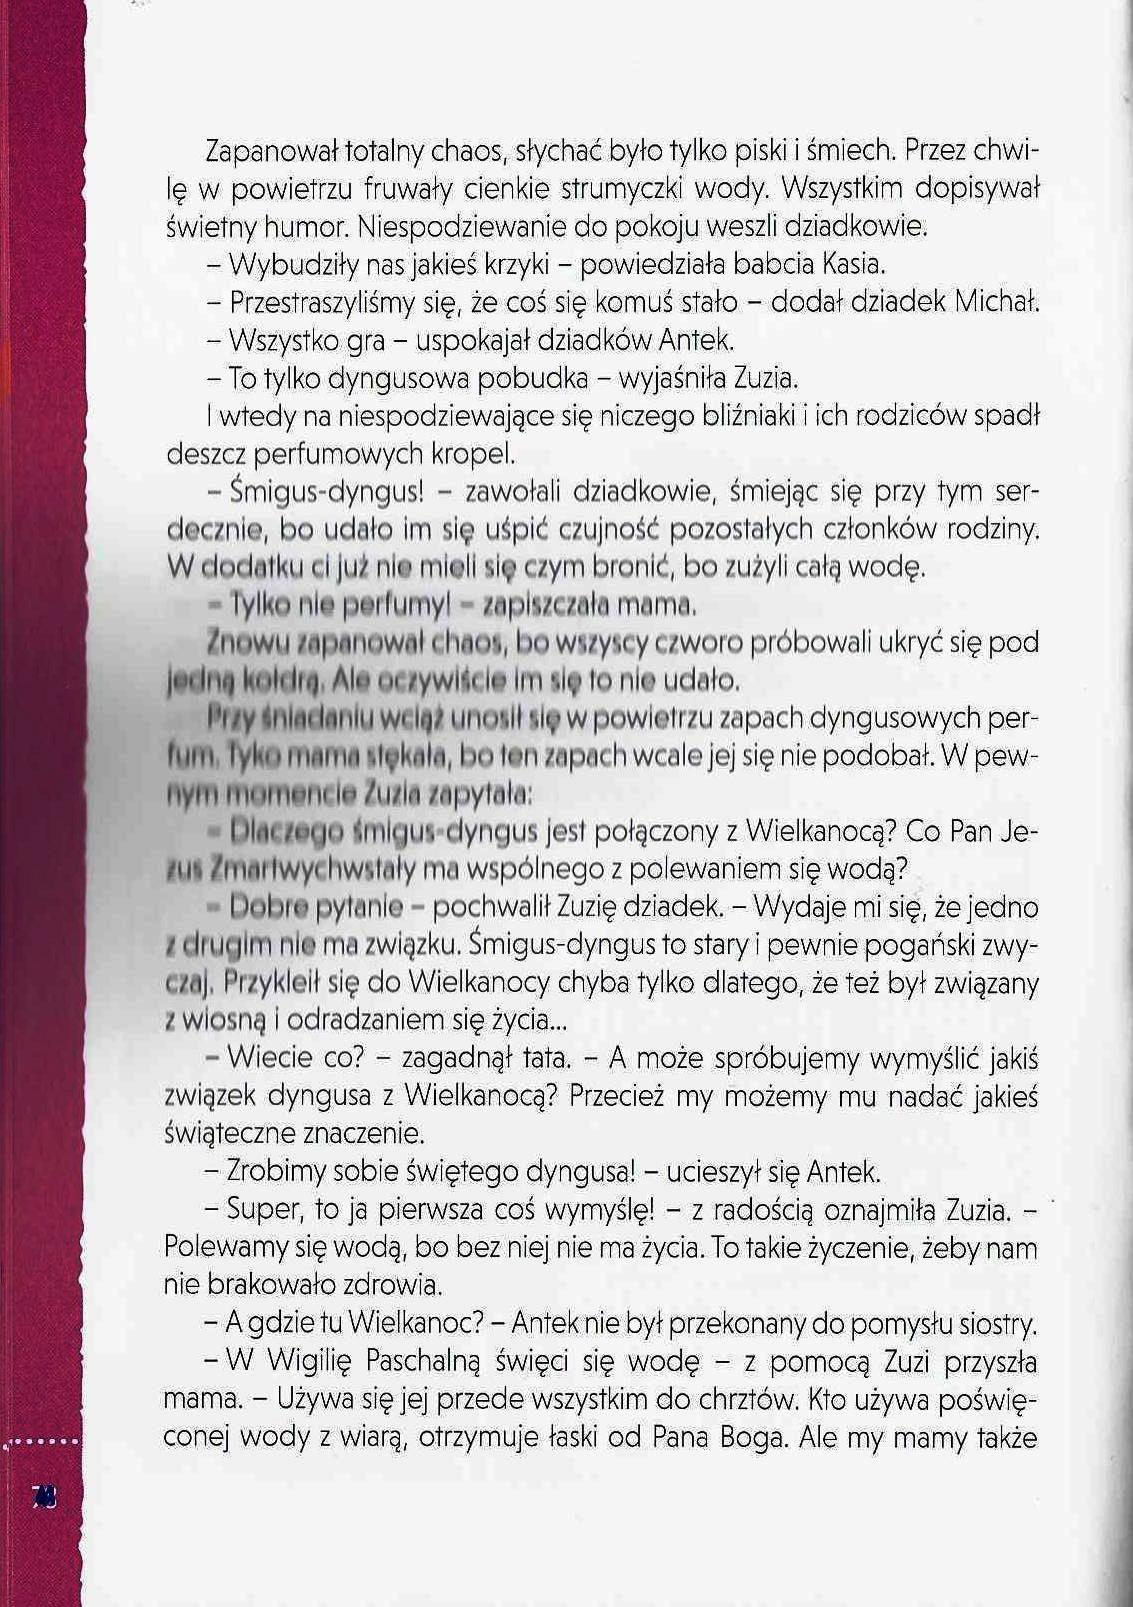 Zapanował totalny chaos, słychać było tylko piski i śmiech. Przez chwi-
lę w powietrzu fruwały cienkie strumyczki wody. Wszystkim dopisywał
świetny humor. Niespodziewanie do pokoju weszli dziadkowie.
– Wybudziły nas jakieś krzyki – powiedziała babcia Kasia.
– Przestraszyliśmy się, że coś się komuś stało – dodał dziadek Michał.
– Wszystko gra – uspokajał dziadków Antek.
– To tylko dyngusowa pobudka – wyjaśniła Zuzia.
I wtedy na niespodziewające się niczego bliźniaki i ich rodziców spadł
deszcz perfumowych kropel.
– Śmigus-dyngus! – zawołali dziadkowie, śmiejąc się przy tym ser-
decznie, bo udało im się uśpić czujność pozostałych członków rodziny.
W dodatku ci już nie mieli się czym bronić, bo zużyli całą wodę.
– Tylko nie perfumy! – zapiszczała mama.
Znowu zapanował chaos, bo wszyscy czworo próbowali ukryć się pod
jedną kołdrą. Ale oczywiście im się to nie udało.
Przy śniadaniu wciąż unosił się w powietrzu zapach dyngusowych per-
fum. Tyko mama stękała, bo ten zapach wcale jej się nie podobał. W pew-
nym momencie Zuzia zapytała:
– Dlaczego śmigus-dyngus jest połączony z Wielkanocą? Co Pan Je-
zus Zmartwychwstały ma wspólnego z polewaniem się wodą?
– Dobre pytanie – pochwalił Zuzię dziadek. – Wydaje mi się, że jedno
z drugim nie ma związku. Śmigus-dyngus to stary i pewnie pogański zwy-
czaj. Przykleił się do Wielkanocy chyba tylko dlatego, że też był związany
z wiosną i odradzaniem się życia...
– Wiecie co? – zagadnął tata. – A może spróbujemy wymyślić jakiś
związek dyngusa z Wielkanocą? Przecież my możemy mu nadać jakieś
świąteczne znaczenie.
– Zrobimy sobie świętego dyngusa! – ucieszył się Antek.
– Super, to ja pierwsza coś wymyślę! – z radością oznajmiła Zuzia. –
Polewamy się wodą, bo bez niej nie ma życia. To takie życzenie, żeby nam
nie brakowało zdrowia.
– A gdzie tu Wielkanoc? – Antek nie był przekonany do pomysłu siostry.
– W Wigilię Paschalną święci się wodę – z pomocą Zuzi przyszła
mama. – Używa się jej przede wszystkim do chrztów. Kto używa poświę-
conej wody z wiarą, otrzymuje łaski od Pana Boga. Ale my mamy także